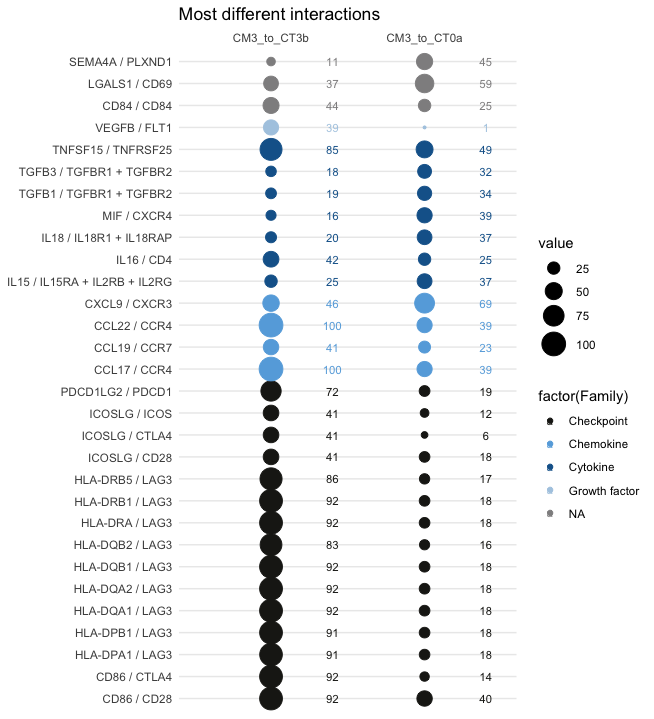 Most different interactions
CM3_to_CT3b CM3_to_CT0a
SEMA4A / PLXND1 11 45
LGALS1 / CD69 37 59
CD84 / CD84 44 25
VEGFB / FLT1 39 1
TNFSF15 / TNFRSF25 85 49
TGFB3 / TGFBR1 + TGFBR2 18 32
TGFB1 / TGFBR1 + TGFBR2 19 34
MIF / CXCR4 16 39
IL18 / IL18R1 + IL18RAP 20 37
IL16 / CD4 42 25
IL15 / IL15RA + IL2RB + IL2RG 25 37
CXCL9 / CXCR3 46 69
CCL22 / CCR4 100 39
CCL19 / CCR7 41 23
CCL17 / CCR4 100 39
PDCD1LG2 / PDCD1 72 19
ICOSLG / ICOS 41 12
ICOSLG / CTLA4 41 6
ICOSLG / CD28 41 18
HLA-DRB5 / LAG3 86 17
HLA-DRB1 / LAG3 92 18
HLA-DRA / LAG3 92 18
HLA-DQB2 / LAG3 83 16
HLA-DQB1 / LAG3 92 18
HLA-DQA2 / LAG3 92 18
HLA-DQA1 / LAG3 92 18
HLA-DPB1 / LAG3 91 18
HLA-DPA1 / LAG3 91 18
CD86 / CTLA4 92 14
CD86 / CD28 92 40
value
25
50
75
100
factor(Family)
Checkpoint
Chemokine
Cytokine
Growth factor
NA